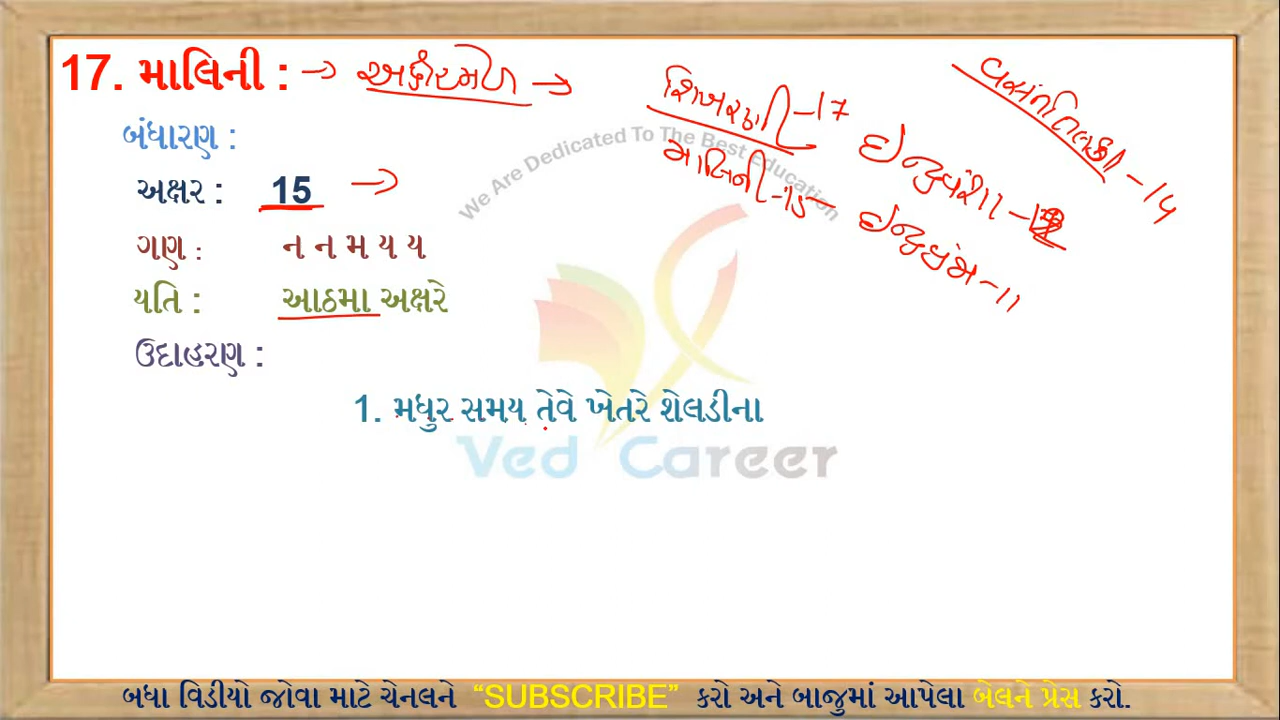 17. માલિની : → અક્ષરમેળ →
શિખરણી - 17
માલિની - 15 -
વસંતતિલકા - 14
ઇન્દ્રવંશા - 12
ઇન્દ્રવજ્રા - 11
We Are Dedicated To The Best Education
બંધારણ :
અક્ષર : 15 →
ગણ : ન ન મ ય ય
યતિ : આઠમા અક્ષરે
ઉદાહરણ :
1. મધુર સમય તેવે ખેતરે શેલડીના
Ved Career
બધા વિડીયો જોવા માટે ચેનલને “SUBSCRIBE” કરો અને બાજુમાં આપેલા બેલને પ્રેસ કરો.